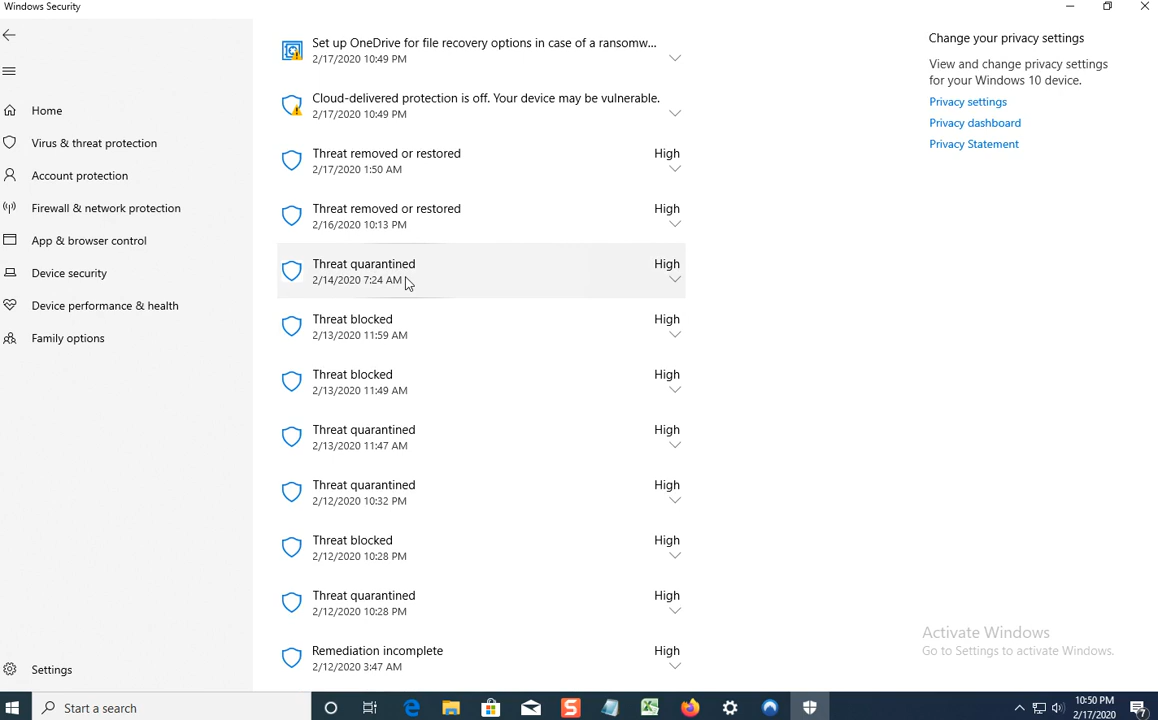 Windows Security
Home
Virus & threat protection
Account protection
Firewall & network protection
App & browser control
Device security
Device performance & health
Family options
Settings
Set up OneDrive for file recovery options in case of a ransomw...
2/17/2020 10:49 PM
Cloud-delivered protection is off. Your device may be vulnerable.
2/17/2020 10:49 PM
Threat removed or restored High
2/17/2020 1:50 AM
Threat removed or restored High
2/16/2020 10:13 PM
Threat quarantined High
2/14/2020 7:24 AM
Threat blocked High
2/13/2020 11:59 AM
Threat blocked High
2/13/2020 11:49 AM
Threat quarantined High
2/13/2020 11:47 AM
Threat quarantined High
2/12/2020 10:32 PM
Threat blocked High
2/12/2020 10:28 PM
Threat quarantined High
2/12/2020 10:28 PM
Remediation incomplete High
2/12/2020 3:47 AM
Change your privacy settings
View and change privacy settings
for your Windows 10 device.
Privacy settings
Privacy dashboard
Privacy Statement
Activate Windows
Go to Settings to activate Windows.
Start a search
S
10:50 PM
2/17/2020
7